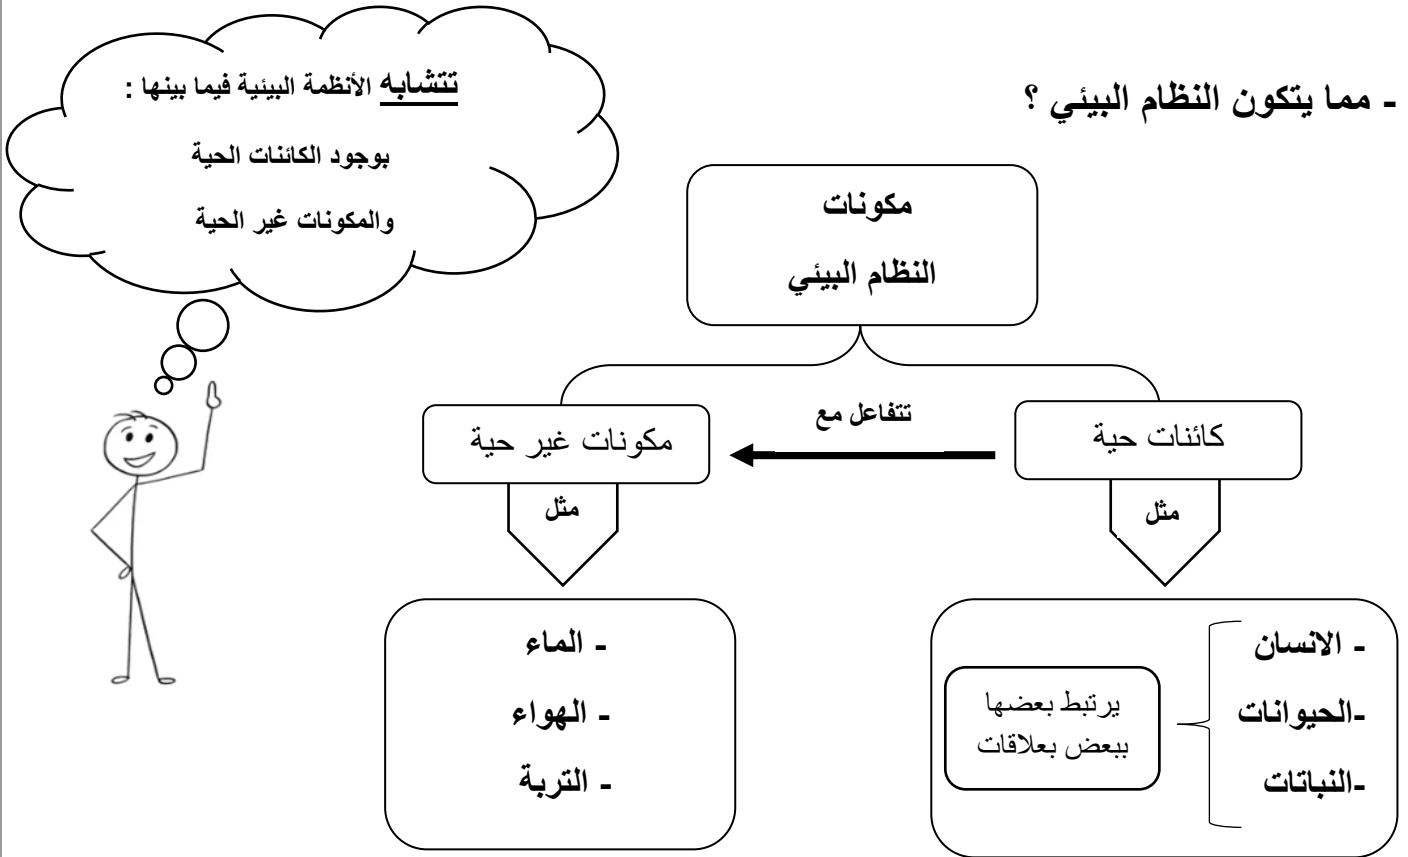 - مما يتكون النظام البيئي ؟
تتشابه الأنظمة البيئية فيما بينها :
بوجود الكائنات الحية
والمكونات غير الحية
مكونات
النظام البيئي
كائنات حية
تتفاعل مع
مكونات غير حية
مثل
مثل
- الانسان
-الحيوانات
-النباتات
يرتبط بعضها
ببعض بعلاقات
- الماء
- الهواء
- التربة